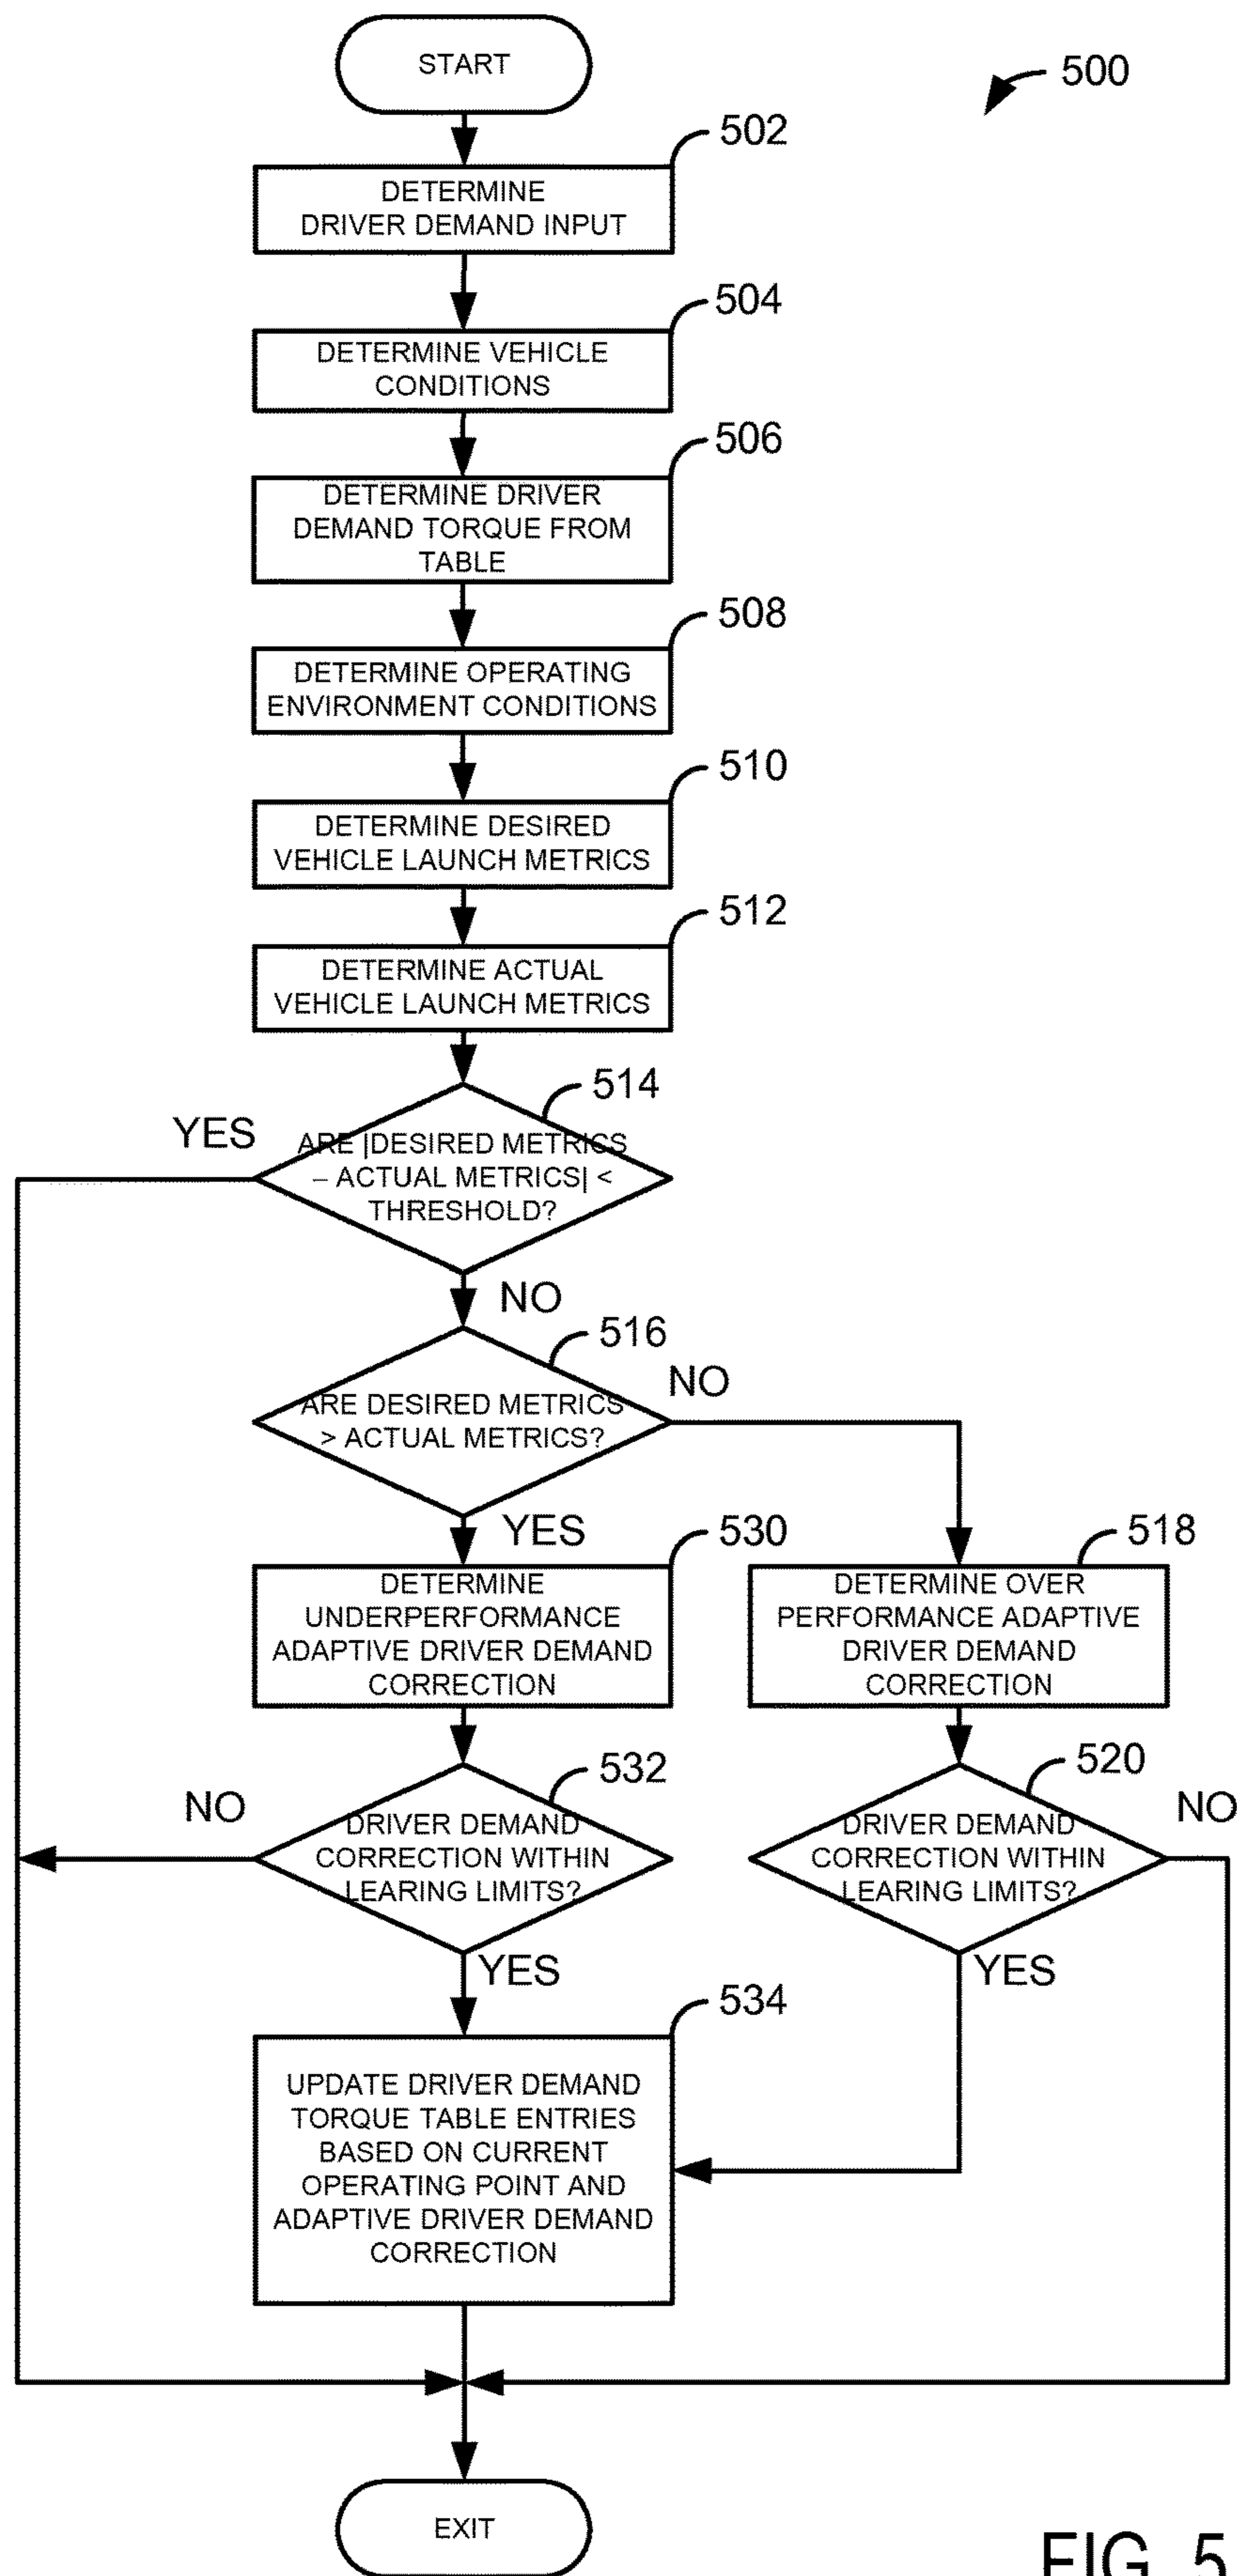 START
500
502
DETERMINE
DRIVER DEMAND INPUT
504
DETERMINE VEHICLE
CONDITIONS
506
DETERMINE DRIVER
DEMAND TORQUE FROM
TABLE
508
DETERMINE OPERATING
ENVIRONMENT CONDITIONS
510
DETERMINE DESIRED
VEHICLE LAUNCH METRICS
512
DETERMINE ACTUAL
VEHICLE LAUNCH METRICS
514
YES
ARE |DESIRED METRICS
– ACTUAL METRICS| <
THRESHOLD?
NO
516
NO
ARE DESIRED METRICS
> ACTUAL METRICS?
YES
530
DETERMINE
UNDERPERFORMANCE
ADAPTIVE DRIVER DEMAND
CORRECTION
518
DETERMINE OVER
PERFORMANCE ADAPTIVE
DRIVER DEMAND
CORRECTION
532
NO
DRIVER DEMAND
CORRECTION WITHIN
LEARING LIMITS?
YES
520
NO
DRIVER DEMAND
CORRECTION WITHIN
LEARING LIMITS?
YES
534
UPDATE DRIVER DEMAND
TORQUE TABLE ENTRIES
BASED ON CURRENT
OPERATING POINT AND
ADAPTIVE DRIVER DEMAND
CORRECTION
EXIT
FIG. 5